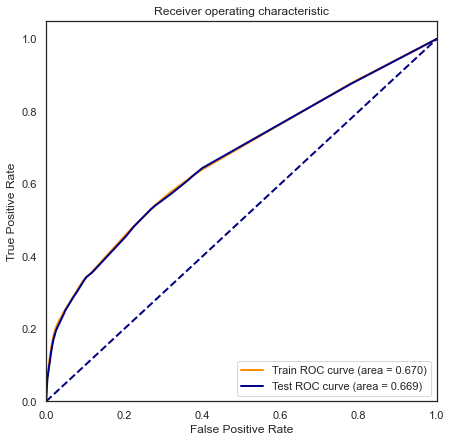 Receiver operating characteristic
True Positive Rate
1.0
0.8
0.6
0.4
0.2
0.0
Train ROC curve (area = 0.670)
Test ROC curve (area = 0.669)
0.0 0.2 0.4 0.6 0.8 1.0
False Positive Rate